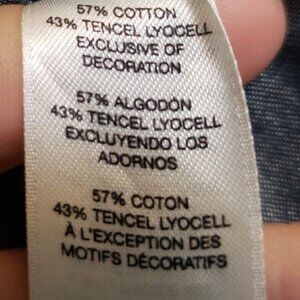 57% COTTON
43% TENCEL LYOCELL
EXCLUSIVE OF
DECORATION
57% ALGODÓN
43% TENCEL LYOCELL
EXCLUYENDO LOS
ADORNOS
57% COTON
43% TENCEL LYOCELL
À L'EXCEPTION DES
MOTIFS DÉCORATIFS